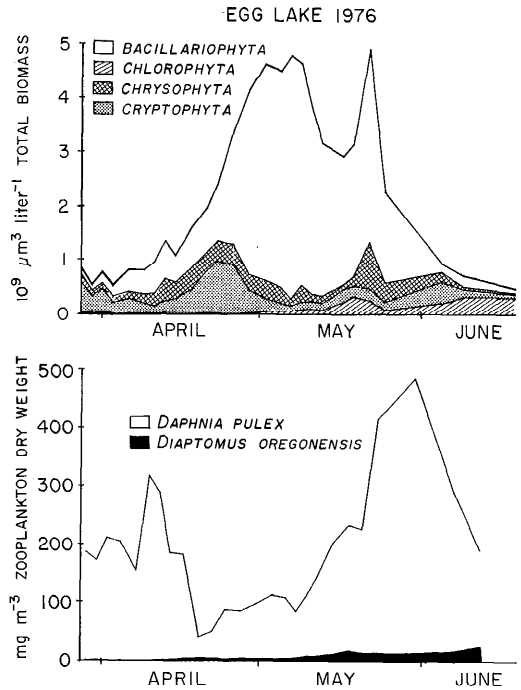 EGG LAKE 1976
5
4
3
2
1
0
10⁹ μm³ liter⁻¹ TOTAL BIOMASS
BACILLARIOPHYTA
CHLOROPHYTA
CHRYSOPHYTA
CRYPTOPHYTA
APRIL MAY JUNE
500
400
300
200
100
0
mg m⁻³ ZOOPLANKTON DRY WEIGHT
DAPHNIA PULEX
DIAPTOMUS OREGONENSIS
APRIL MAY JUNE